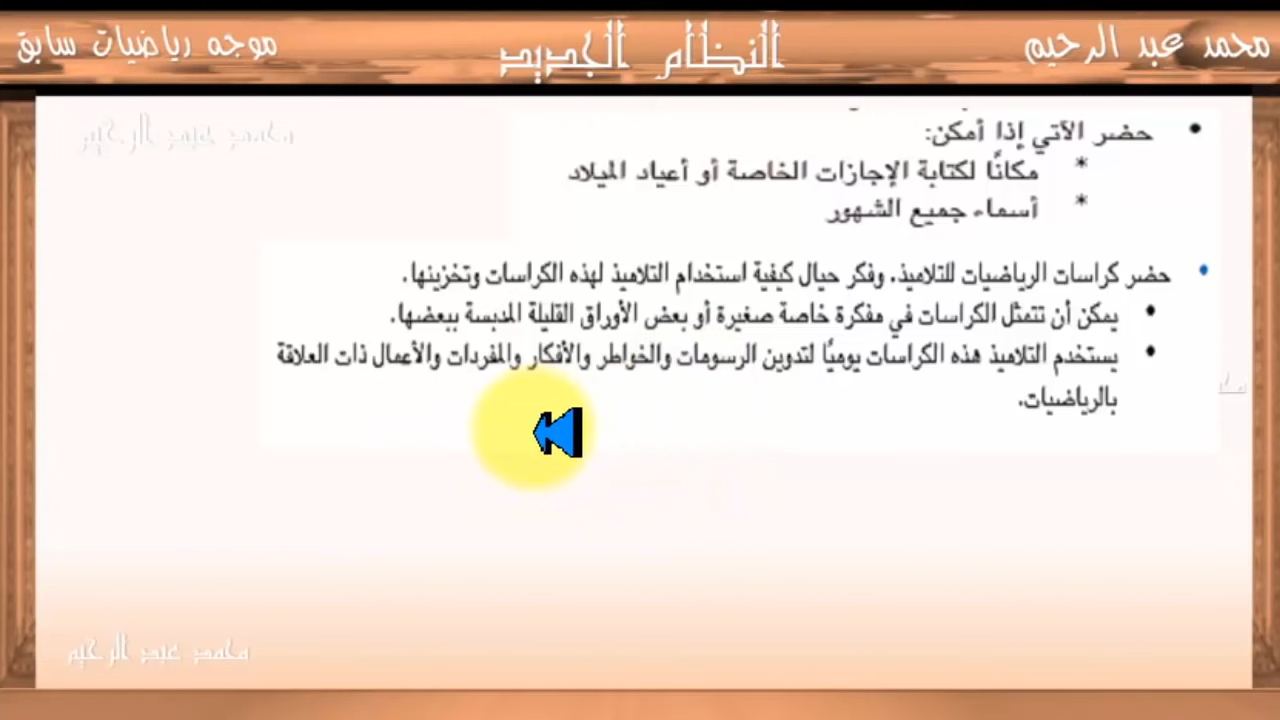 محمد عبد الرحيم
النظام الجديد
موجه رياضيات سابق
محمد عبد الرحيم
• حضر الآتي إذا أمكن:
* مكانًا لكتابة الإجازات الخاصة أو أعياد الميلاد
* أسماء جميع الشهور
• حضر كراسات الرياضيات للتلاميذ. وفكر حيال كيفية استخدام التلاميذ لهذه الكراسات وتخزينها.
• يمكن أن تتمثل الكراسات في مفكرة خاصة صغيرة أو بعض الأوراق القليلة المدبسة ببعضها.
• يستخدم التلاميذ هذه الكراسات يوميًا لتدوين الرسومات والخواطر والأفكار والمفردات والأعمال ذات العلاقة
بالرياضيات.
محمد عبد الرحيم